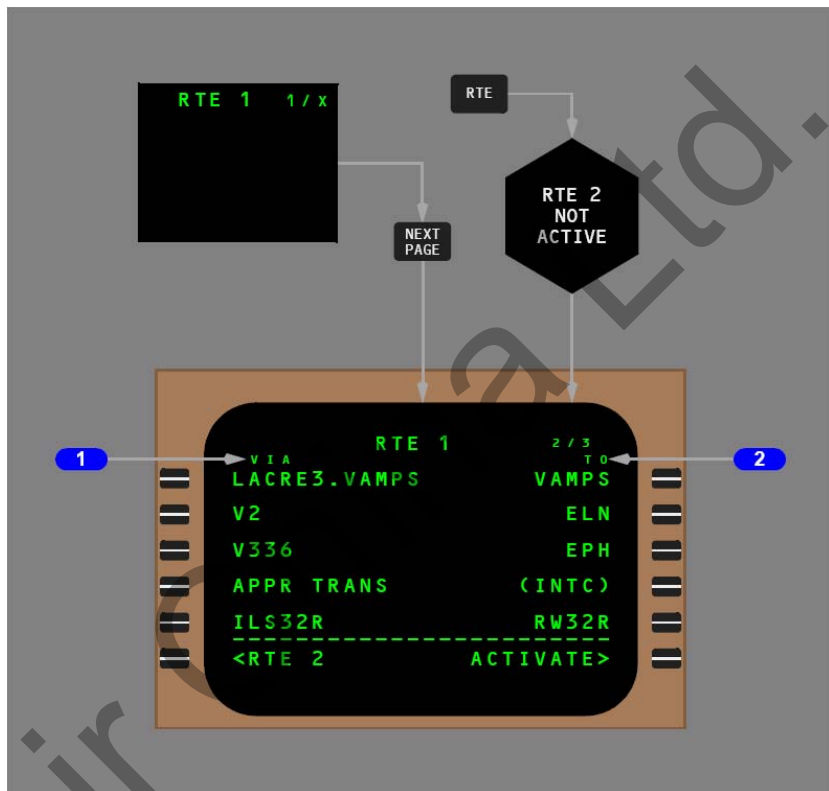 RTE 1 1/X
RTE
RTE 2
NOT
ACTIVE
NEXT
PAGE
RTE 1 2/3
VIA TO
1
2
LACRE3.VAMPS VAMPS
V2 ELN
V336 EPH
APPR TRANS (INTC)
ILS32R RW32R
<RTE 2 ACTIVATE>
Ltd.